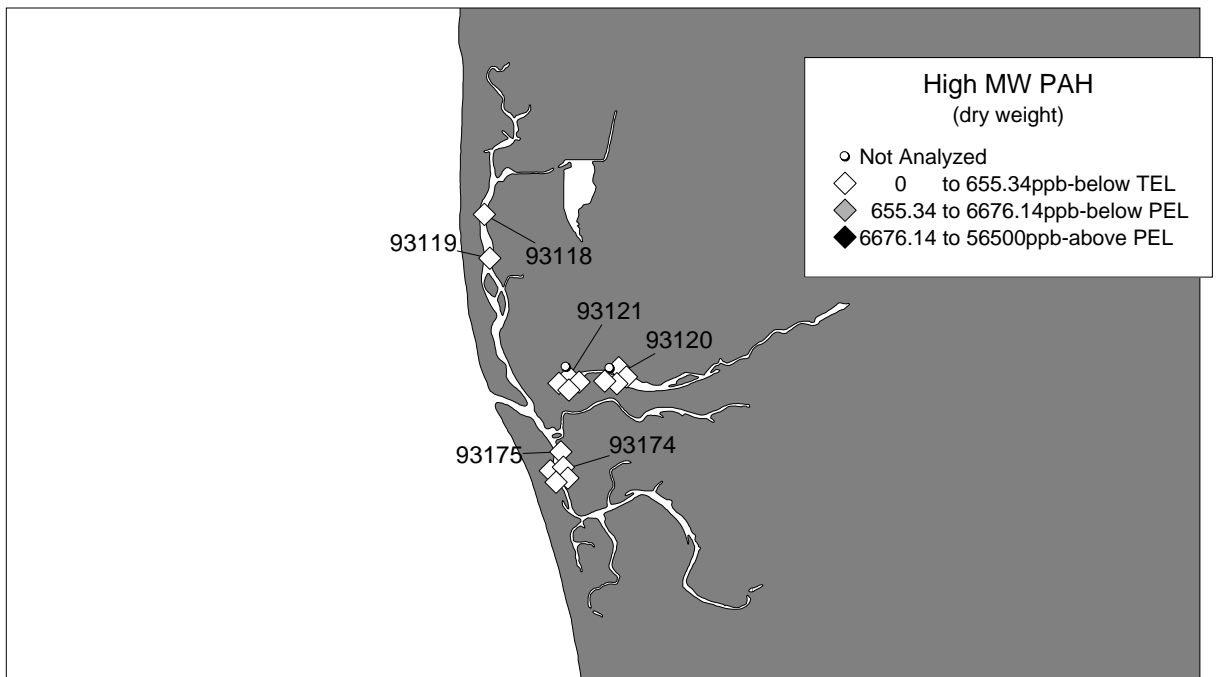 High MW PAH
(dry weight)
Not Analyzed
0 to 655.34ppb-below TEL
655.34 to 6676.14ppb-below PEL
6676.14 to 56500ppb-above PEL
93119
93118
93121
93120
93175
93174